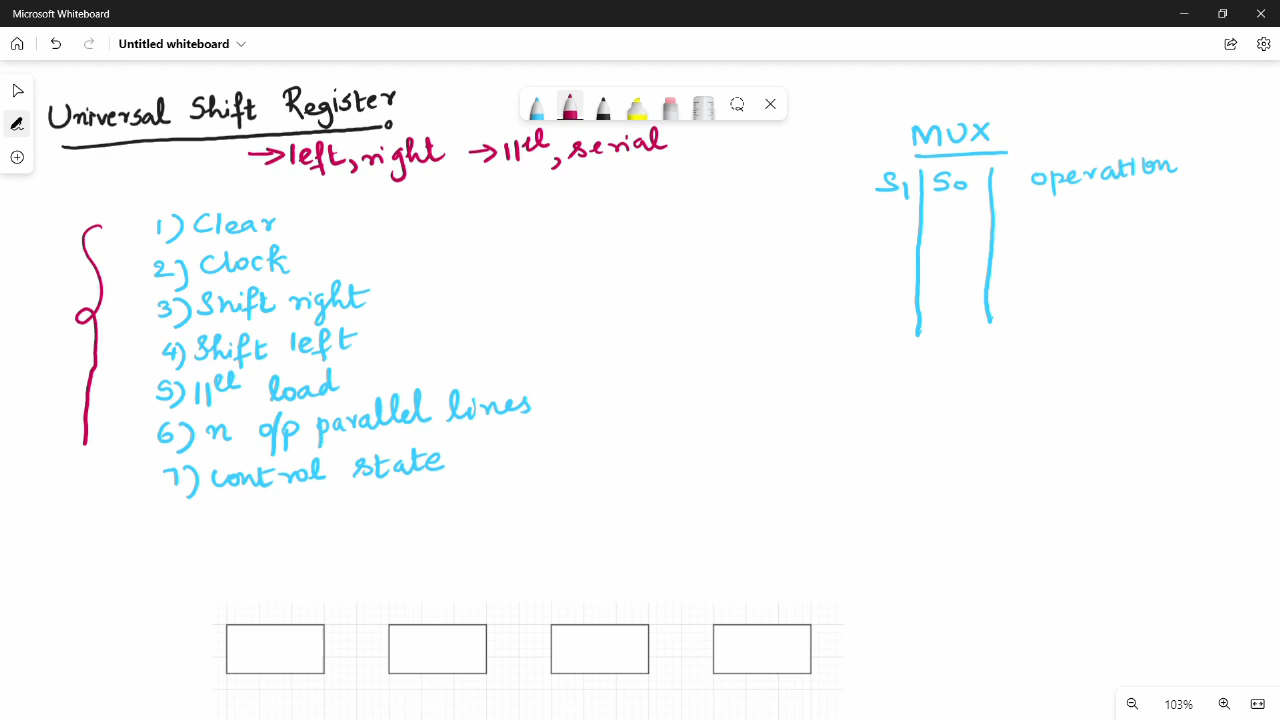 Microsoft Whiteboard
Untitled whiteboard
Universal Shift Register
→left, right →11el, serial
1) Clear
2) Clock
3) Shift right
4) Shift left
5) 11el load
6) n o/p parallel lines
7) control state
MUX
S1 S0 operation
103%